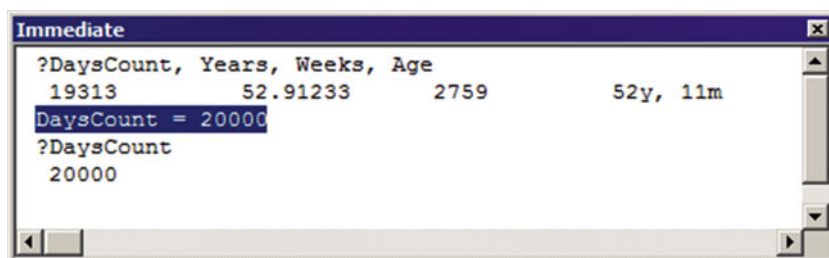 Immediate
?DaysCount, Years, Weeks, Age
19313 52.91233 2759 52y, 11m
DaysCount = 20000
?DaysCount
20000